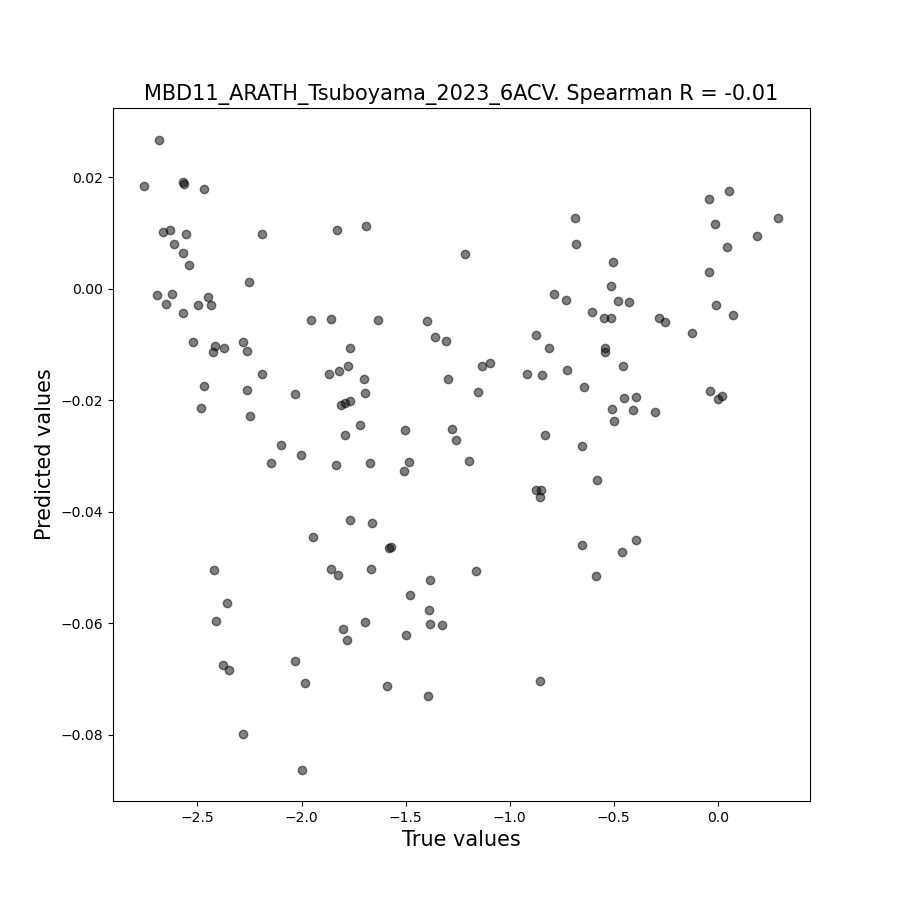 MBD11_ARATH_Tsuboyama_2023_6ACV. Spearman R = -0.01
0.02
0.00
−0.02
−0.04
−0.06
−0.08
Predicted values
−2.5 −2.0 −1.5 −1.0 −0.5 0.0
True values